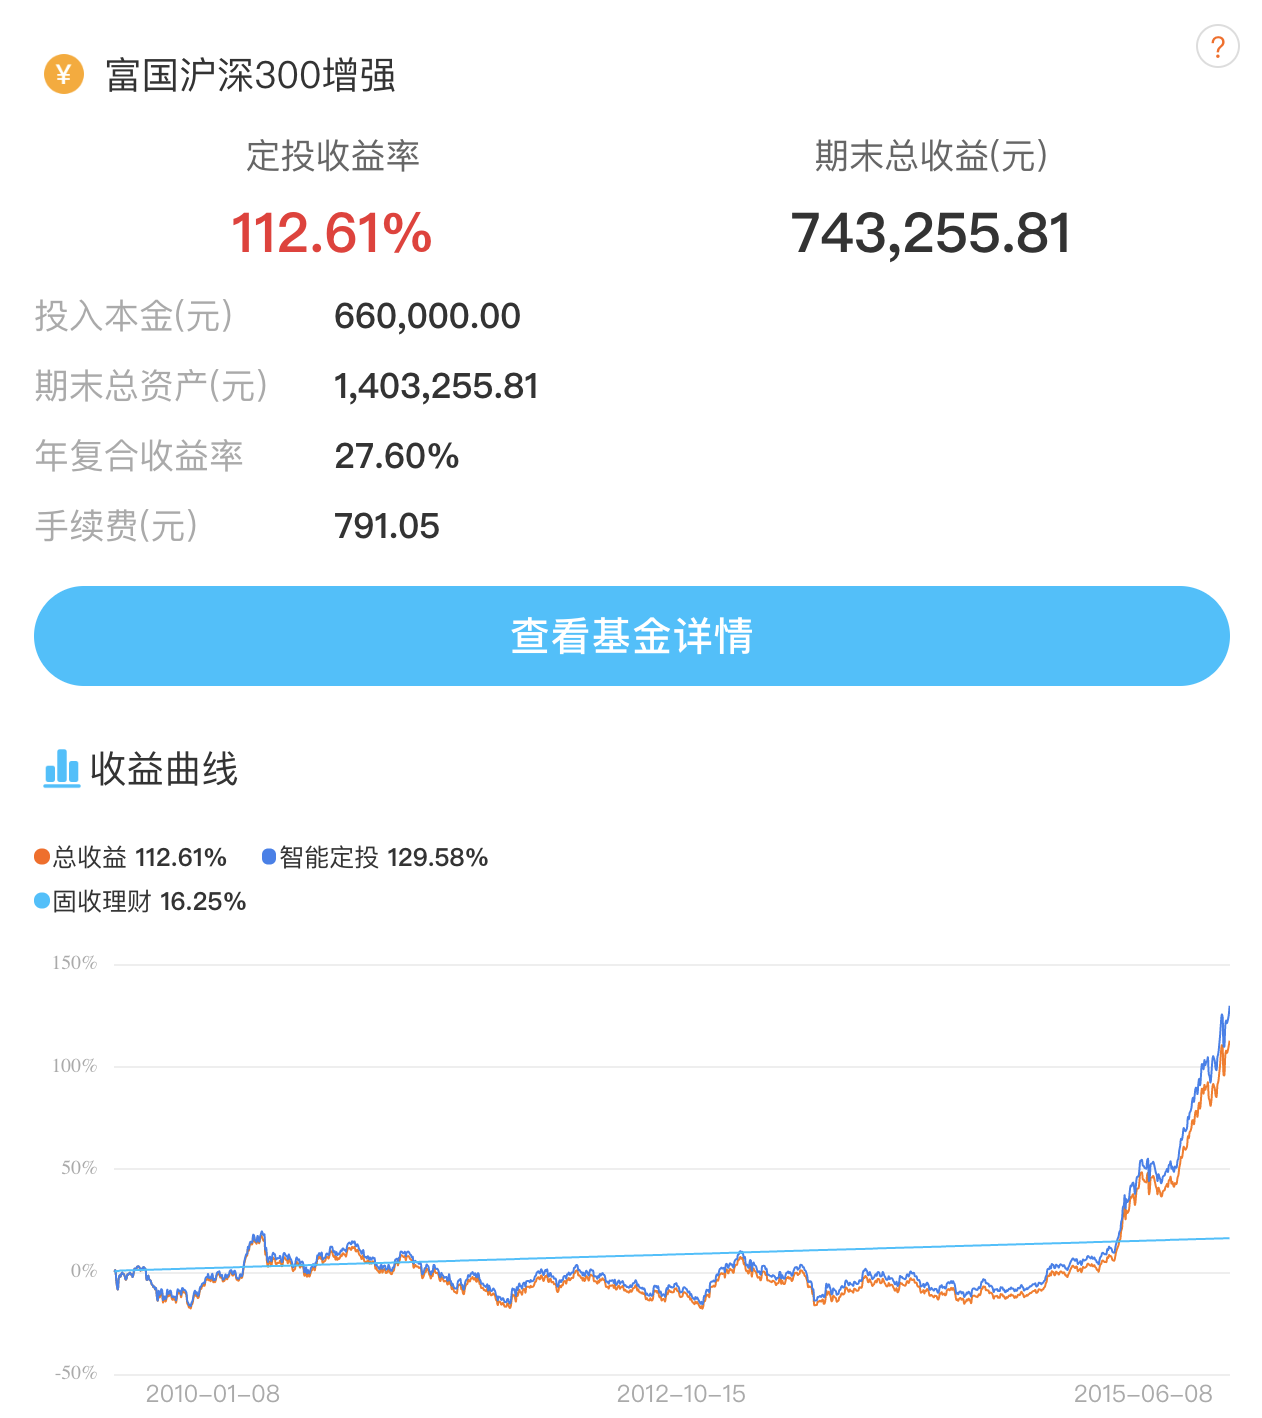 ?
¥ 富国沪深300增强
定投收益率 期末总收益(元)
112.61% 743,255.81
投入本金(元) 660,000.00
期末总资产(元) 1,403,255.81
年复合收益率 27.60%
手续费(元) 791.05
查看基金详情
收益曲线
总收益 112.61% 智能定投 129.58%
固收理财 16.25%
150%
100%
50%
0%
-50%
2010-01-08 2012-10-15 2015-06-08